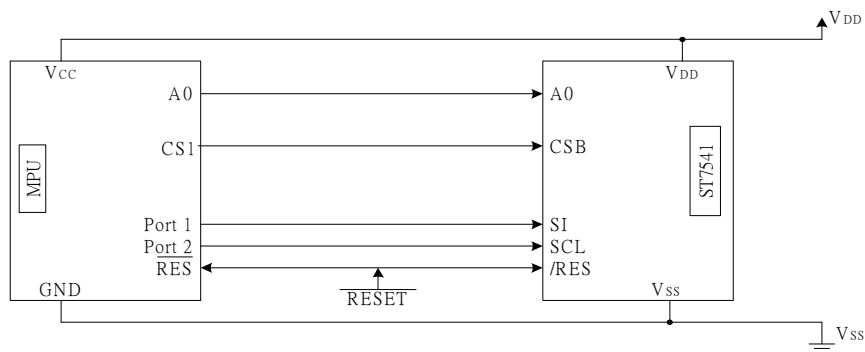 VDD
VCC
VDD
A0
A0
CS1
CSB
MPU
ST7541
Port 1
SI
Port 2
SCL
RES
/RES
RESET
GND
VSS
VSS